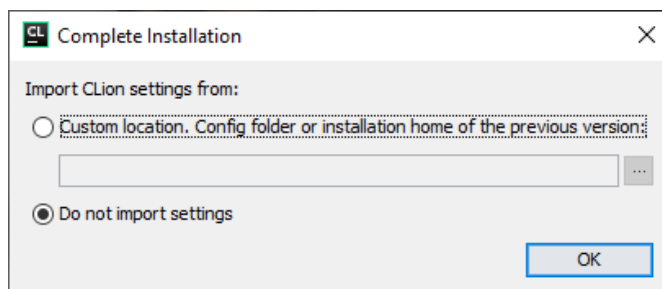 CL Complete Installation
Import CLion settings from:
Custom location. Config folder or installation home of the previous version:
...
Do not import settings
OK